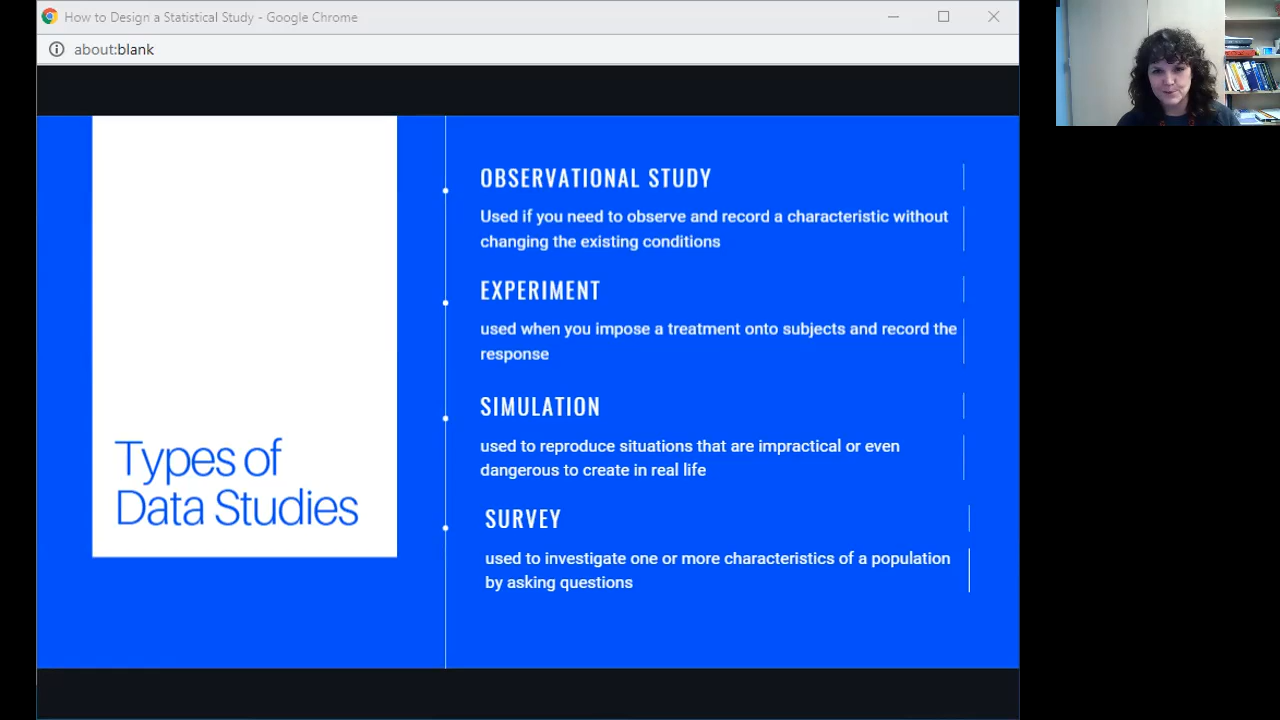 How to Design a Statistical Study - Google Chrome
about:blank
Types of
Data Studies
OBSERVATIONAL STUDY
Used if you need to observe and record a characteristic without
changing the existing conditions
EXPERIMENT
used when you impose a treatment onto subjects and record the
response
SIMULATION
used to reproduce situations that are impractical or even
dangerous to create in real life
SURVEY
used to investigate one or more characteristics of a population
by asking questions